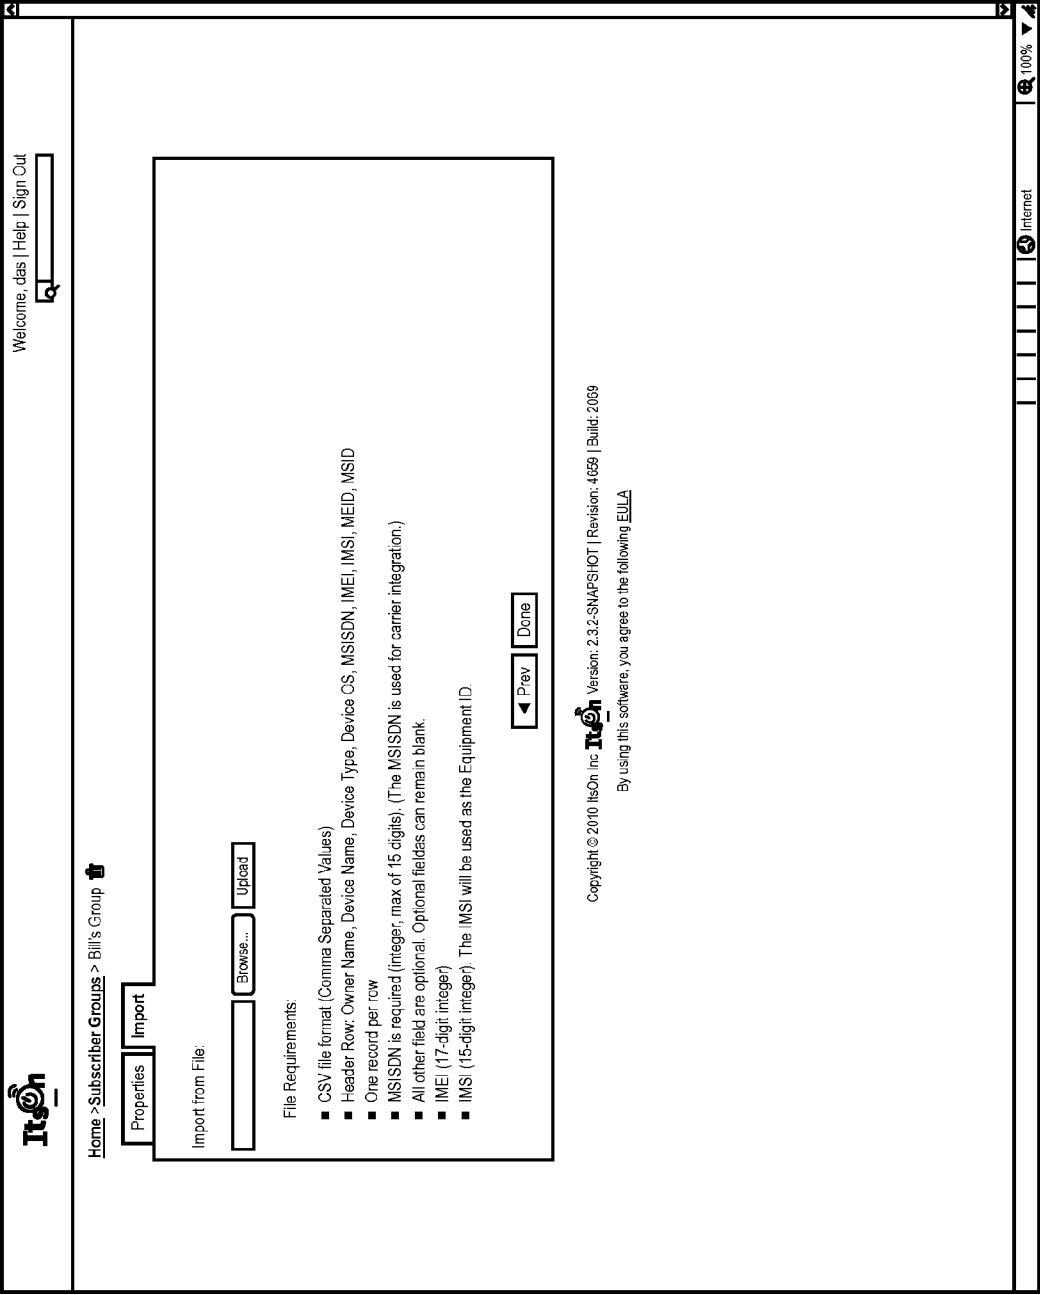 ItsOn
Welcome, das | Help | Sign Out
Home >Subscriber Groups > Bill's Group
Properties
Import
Import from File:
Browse...
Upload
File Requirements:
■ CSV file format (Comma Separated Values)
■ Header Row: Owner Name, Device Name, Device Type, Device OS, MSISDN, IMEI, IMSI, MEID, MSID
■ One record per row
■ MSISDN is required (integer, max of 15 digits). (The MSISDN is used for carrier integration.)
■ All other field are optional. Optional fieldas can remain blank.
■ IMEI (17-digit integer)
■ IMSI (15-digit integer). The IMSI will be used as the Equipment ID.
◀ Prev
Done
Copyright © 2010 ItsOn Inc ItsOn Version: 2.3.2-SNAPSHOT | Revision: 4659 | Build: 2069
By using this software, you agree to the following EULA
Internet
100%